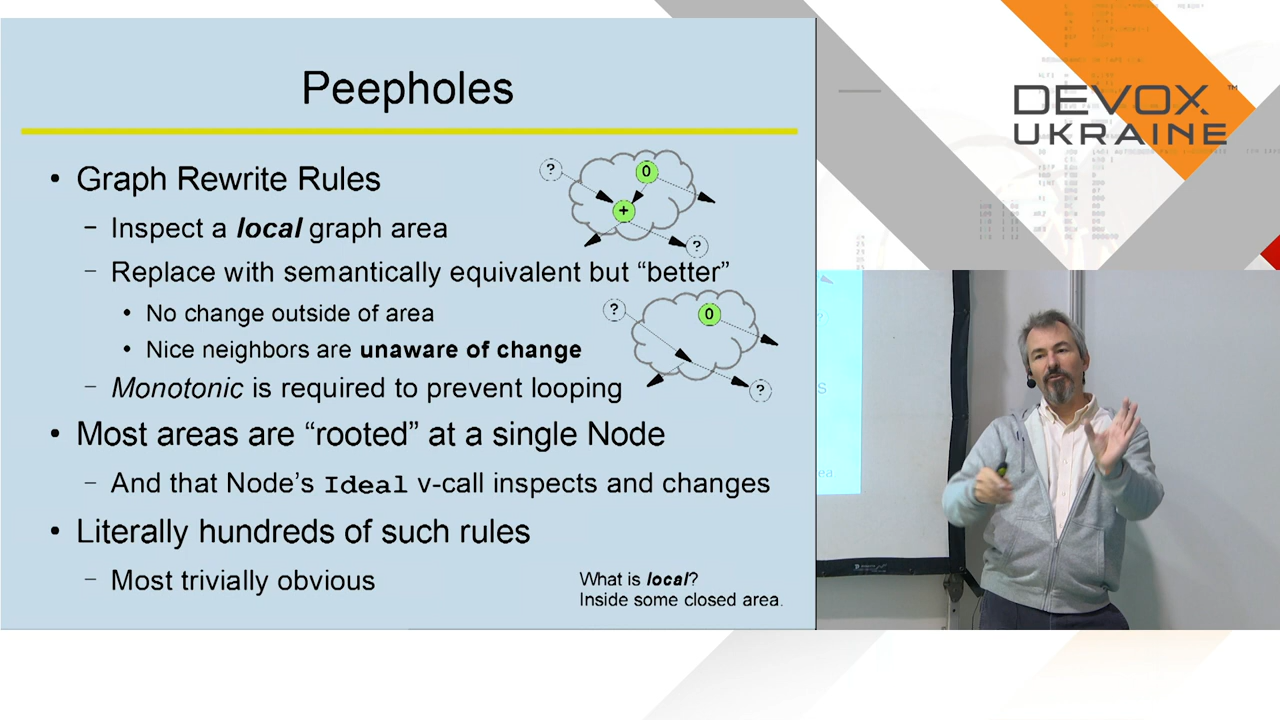 Peepholes
• Graph Rewrite Rules
– Inspect a local graph area
– Replace with semantically equivalent but “better”
• No change outside of area
• Nice neighbors are unaware of change
– Monotonic is required to prevent looping
• Most areas are “rooted” at a single Node
– And that Node’s Ideal v-call inspects and changes
• Literally hundreds of such rules
– Most trivially obvious
? 0
+
?
? 0
?
What is local?
Inside some closed area.
DEVOX™
UKRAINE